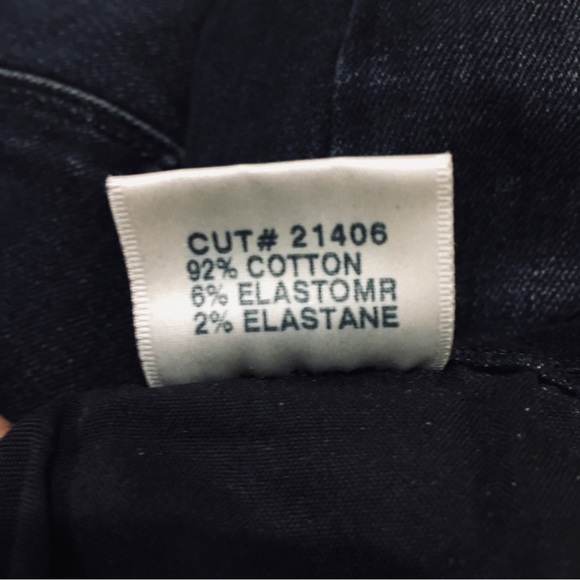 CUT# 21406
92% COTTON
6% ELASTOMR
2% ELASTANE